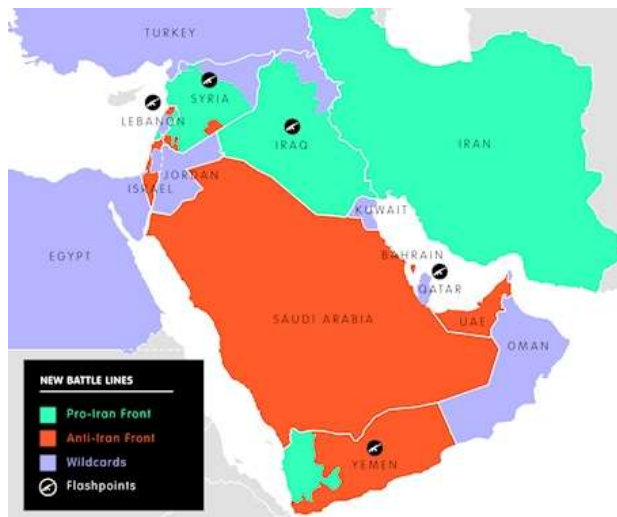 TURKEY
SYRIA
LEBANON
IRAQ
IRAN
ISRAEL
JORDAN
KUWAIT
EGYPT
BAHRAIN
QATAR
SAUDI ARABIA
UAE
OMAN
YEMEN
NEW BATTLE LINES
Pro-Iran Front
Anti-Iran Front
Wildcards
Flashpoints